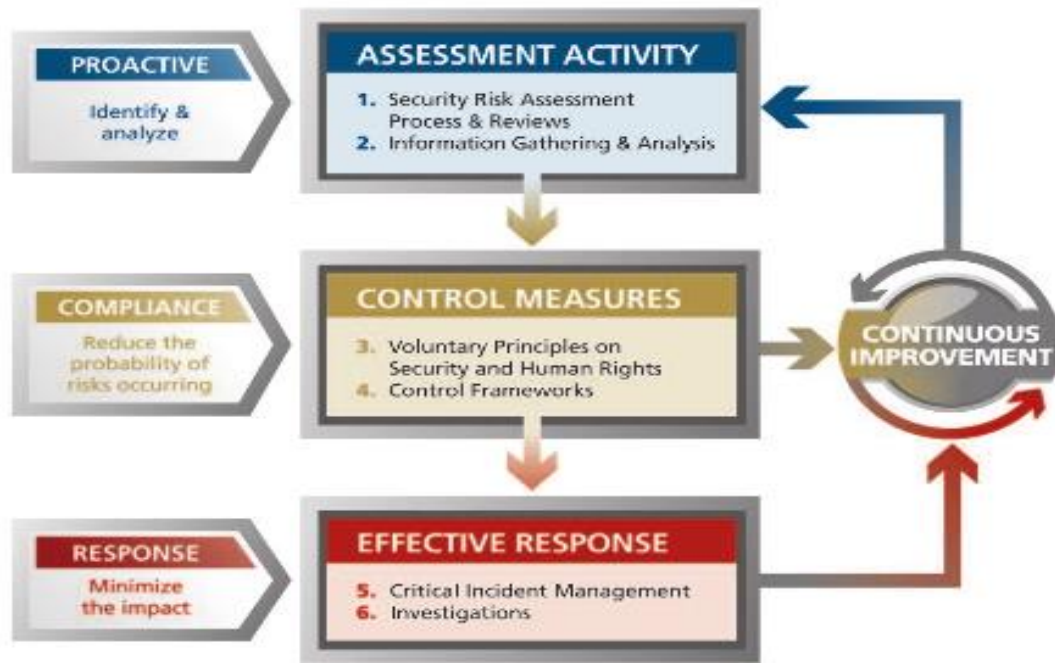 PROACTIVE
Identify &
analyze
ASSESSMENT ACTIVITY
1. Security Risk Assessment
Process & Reviews
2. Information Gathering & Analysis
COMPLIANCE
Reduce the
probability of
risks occurring
CONTROL MEASURES
3. Voluntary Principles on
Security and Human Rights
4. Control Frameworks
CONTINUOUS
IMPROVEMENT
RESPONSE
Minimize
the impact
EFFECTIVE RESPONSE
5. Critical Incident Management
6. Investigations